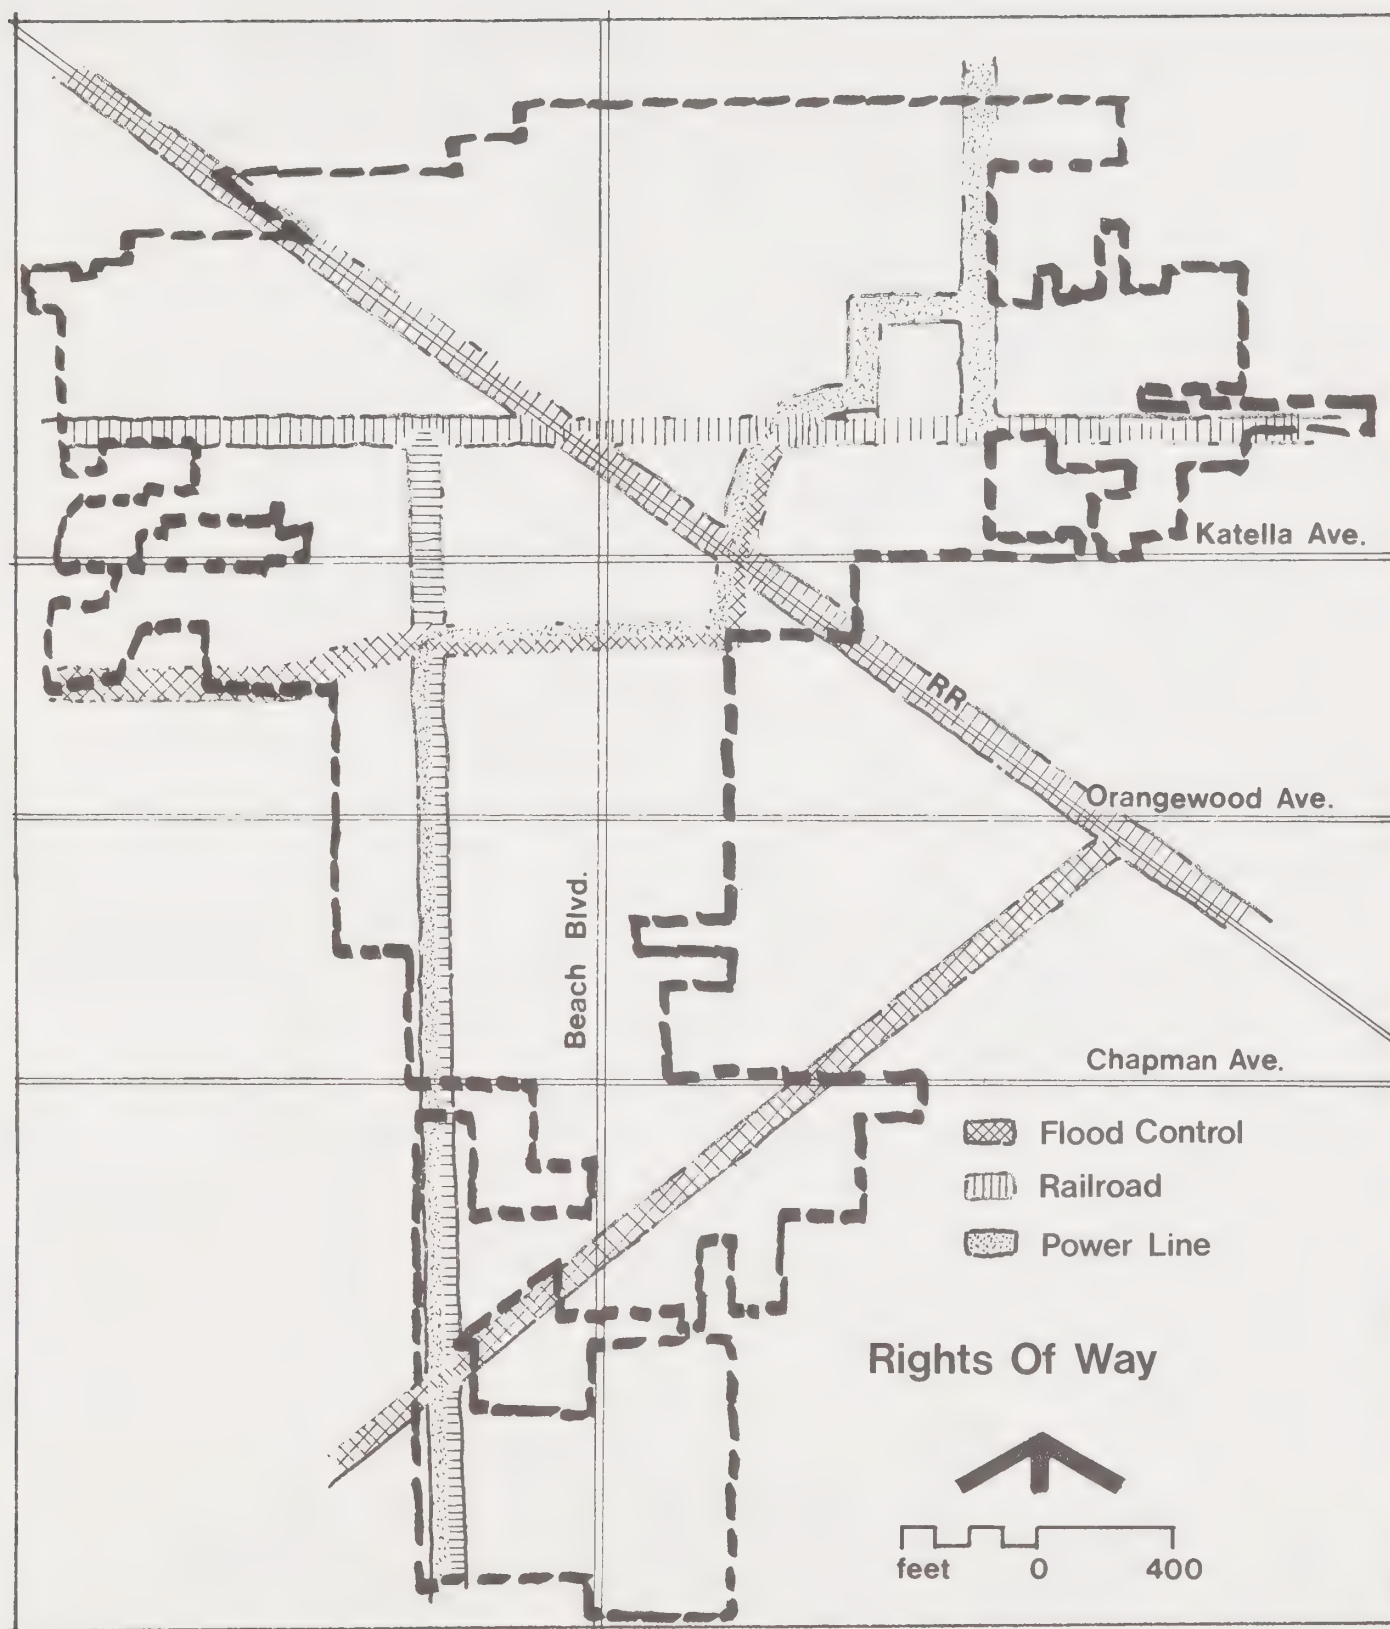 Katella Ave.
RR
Orangewood Ave.
Beach Blvd.
Chapman Ave.
Flood Control
Railroad
Power Line
Rights Of Way
feet 0 400